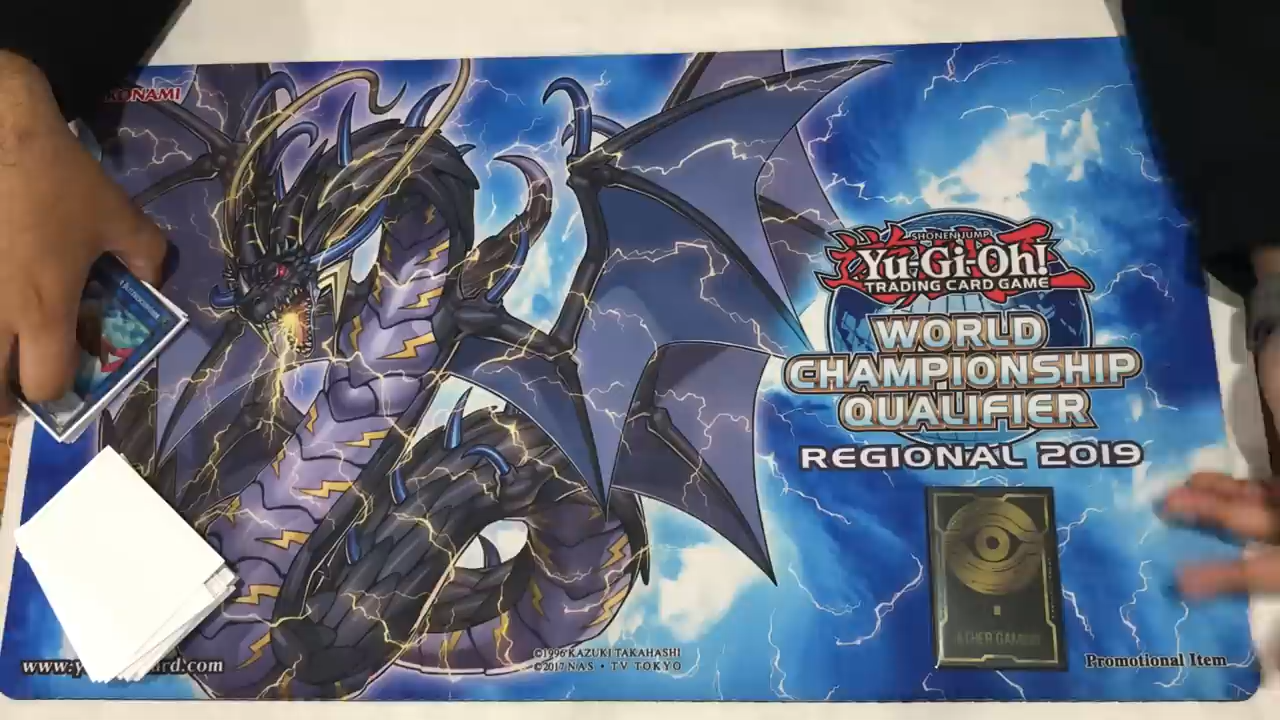 KONAMI
SHONEN JUMP
Yu-Gi-Oh!
TRADING CARD GAME
WORLD
CHAMPIONSHIP
QUALIFIER
REGIONAL 2019
©1996 KAZUKI TAKAHASHI
©2017 NAS • TV TOKYO
Promotional Item